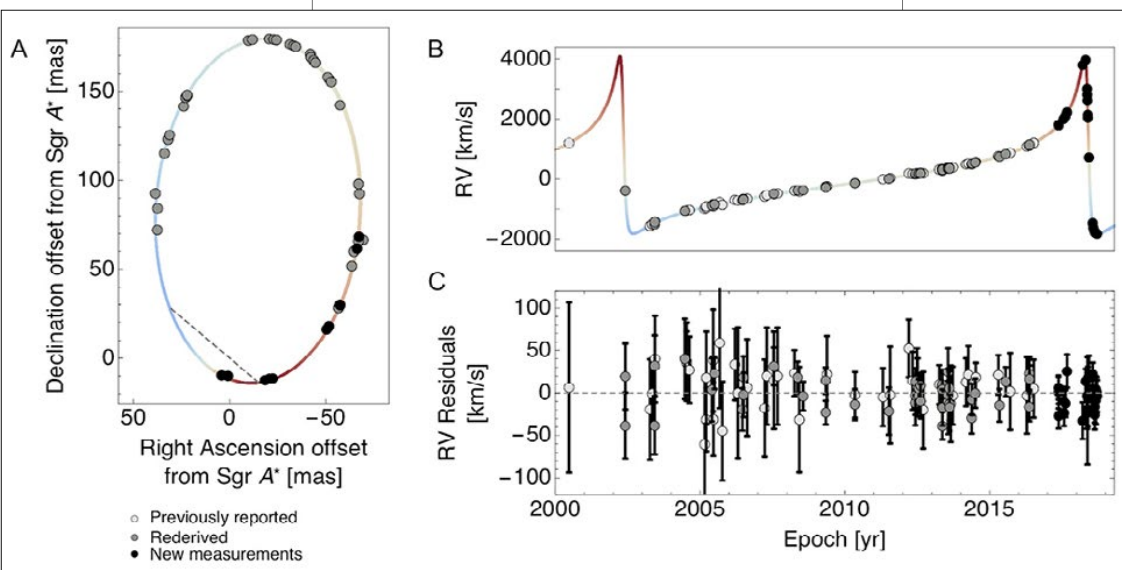 A
Declination offset from Sgr A* [mas]
150
100
50
0
50
0
−50
Right Ascension offset
from Sgr A* [mas]
Previously reported
Rederived
New measurements
B
RV [km/s]
4000
2000
0
−2000
C
RV Residuals
[km/s]
100
50
0
−50
−100
2000
2005
2010
2015
Epoch [yr]